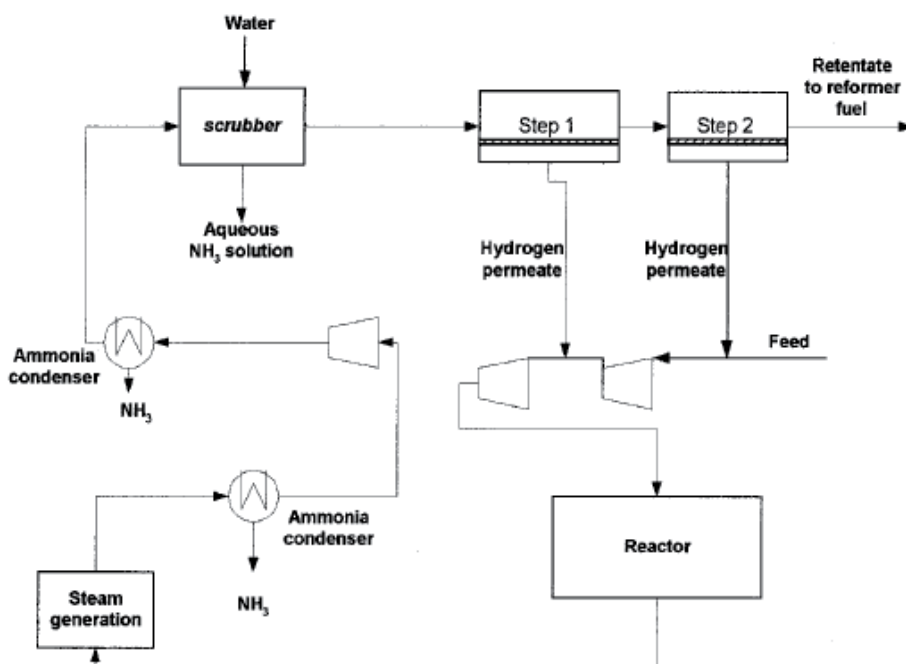 Water
scrubber
Step 1
Step 2
Retentate
to reformer
fuel
Aqueous
NH₃ solution
Hydrogen
permeate
Hydrogen
permeate
Feed
Ammonia
condenser
NH₃
Ammonia
condenser
NH₃
Steam
generation
Reactor